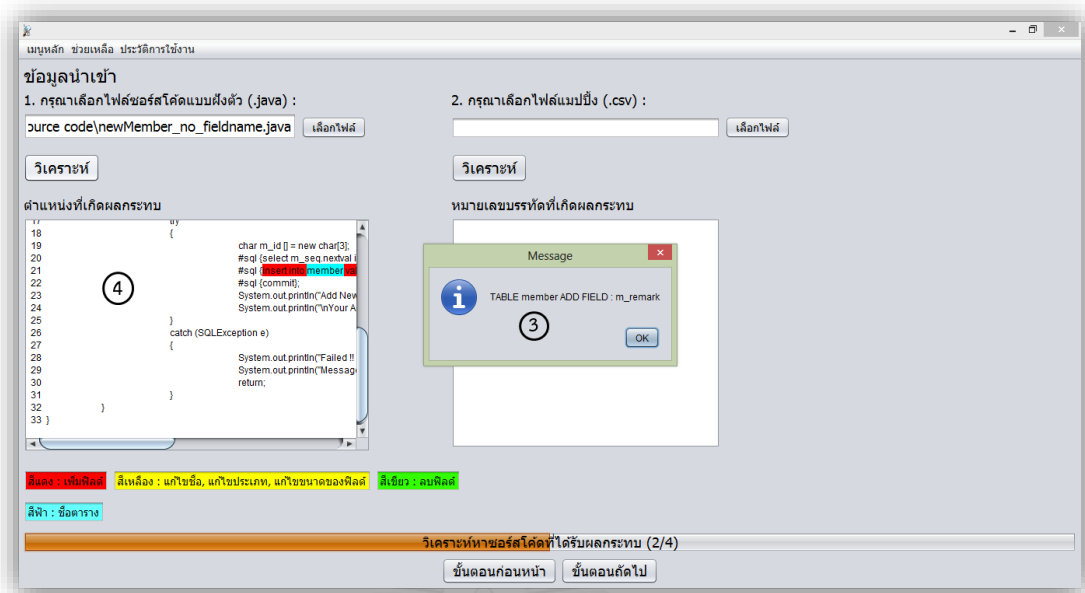 เมนูหลัก ช่วยเหลือ ประวัติการใช้งาน
ข้อมูลนำเข้า
1. กรุณาเลือกไฟล์ซอร์สโค้ดแบบฝังตัว (.java) :
2. กรุณาเลือกไฟล์แมปปิ้ง (.csv) :
ource code\newMember_no_fieldname.java
เลือกไฟล์
เลือกไฟล์
วิเคราะห์
วิเคราะห์
ตำแหน่งที่เกิดผลกระทบ
หมายเลขบรรทัดที่เกิดผลกระทบ
17 try
18 {
19 char m_id [] = new char[3];
20 #sql {select m_seq.nextval i
21 #sql {insert into member val
22 #sql {commit};
23 System.out.println("Add New
24 System.out.println("\nYour A
25 }
26 catch (SQLException e)
27 {
28 System.out.println("Failed !!
29 System.out.println("Messag
30 return;
31 }
32 }
33 }
4
Message
TABLE member ADD FIELD : m_remark
3
OK
สีแดง : เพิ่มฟิลด์ สีเหลือง : แก้ไขชื่อ, แก้ไขประเภท, แก้ไขขนาดของฟิลด์ สีเขียว : ลบฟิลด์
สีฟ้า : ชื่อตาราง
วิเคราะห์หาซอร์สโค้ดที่ได้รับผลกระทบ (2/4)
ขั้นตอนก่อนหน้า ขั้นตอนถัดไป